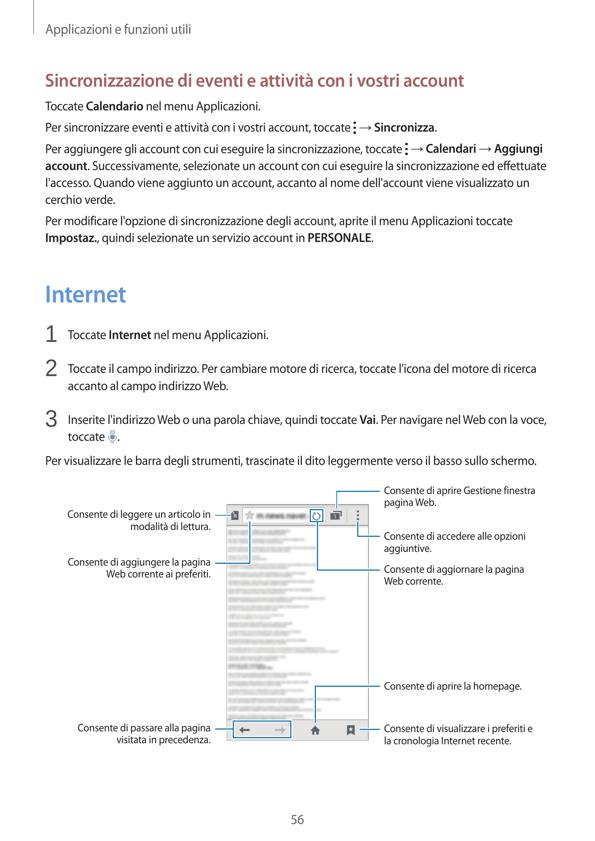 Applicazioni e funzioni utili
Sincronizzazione di eventi e attività con i vostri account
Toccate Calendario nel menu Applicazioni.
Per sincronizzare eventi e attività con i vostri account, toccate → Sincronizza.
Per aggiungere gli account con cui eseguire la sincronizzazione, toccate → Calendari → Aggiungi
account. Successivamente, selezionate un account con cui eseguire la sincronizzazione ed effettuate
l'accesso. Quando viene aggiunto un account, accanto al nome dell'account viene visualizzato un
cerchio verde.
Per modificare l'opzione di sincronizzazione degli account, aprite il menu Applicazioni toccate
Impostaz., quindi selezionate un servizio account in PERSONALE.
Internet
1 Toccate Internet nel menu Applicazioni.
2 Toccate il campo indirizzo. Per cambiare motore di ricerca, toccate l'icona del motore di ricerca
accanto al campo indirizzo Web.
3 Inserite l'indirizzo Web o una parola chiave, quindi toccate Vai. Per navigare nel Web con la voce,
toccate .
Per visualizzare le barra degli strumenti, trascinate il dito leggermente verso il basso sullo schermo.
Consente di aprire Gestione finestra
pagina Web.
Consente di leggere un articolo in
modalità di lettura.
Consente di accedere alle opzioni
aggiuntive.
Consente di aggiungere la pagina
Web corrente ai preferiti.
Consente di aggiornare la pagina
Web corrente.
Consente di aprire la homepage.
Consente di passare alla pagina
visitata in precedenza.
Consente di visualizzare i preferiti e
la cronologia Internet recente.
56